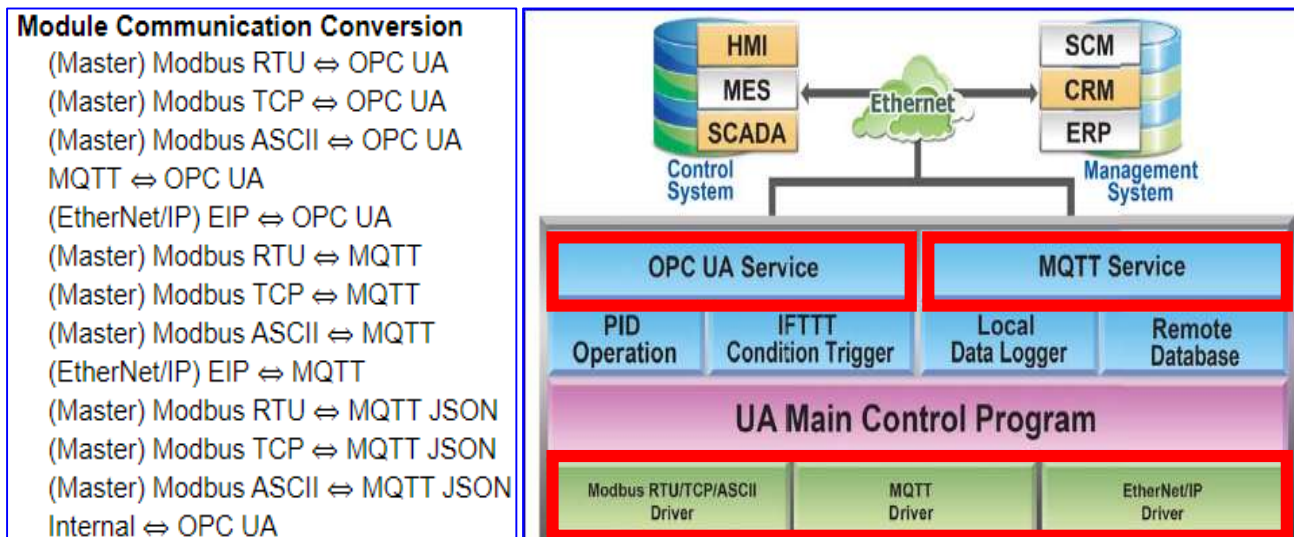 Module Communication Conversion
(Master) Modbus RTU ⇔ OPC UA
(Master) Modbus TCP ⇔ OPC UA
(Master) Modbus ASCII ⇔ OPC UA
MQTT ⇔ OPC UA
(EtherNet/IP) EIP ⇔ OPC UA
(Master) Modbus RTU ⇔ MQTT
(Master) Modbus TCP ⇔ MQTT
(Master) Modbus ASCII ⇔ MQTT
(EtherNet/IP) EIP ⇔ MQTT
(Master) Modbus RTU ⇔ MQTT JSON
(Master) Modbus TCP ⇔ MQTT JSON
(Master) Modbus ASCII ⇔ MQTT JSON
Internal ⇔ OPC UA
HMI
MES
SCADA
Control
System
Ethernet
SCM
CRM
ERP
Management
System
OPC UA Service
MQTT Service
PID
Operation
IFTTT
Condition Trigger
Local
Data Logger
Remote
Database
UA Main Control Program
Modbus RTU/TCP/ASCII
Driver
MQTT
Driver
EtherNet/IP
Driver